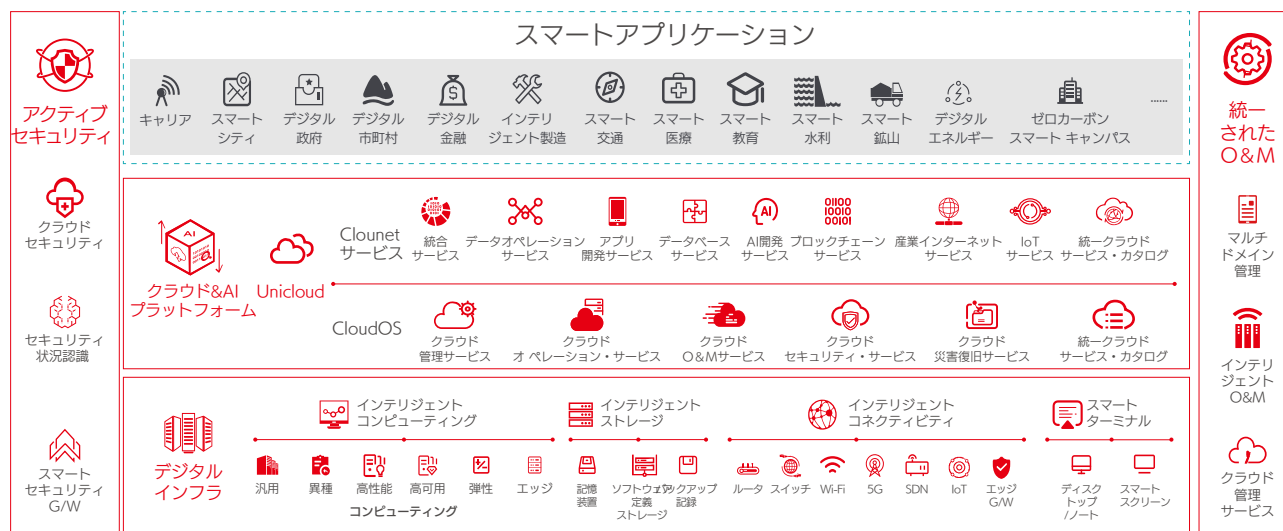 アクティブ
セキュリティ
クラウド
セキュリティ
セキュリティ
状況認識
スマート
セキュリティ
G/W
スマートアプリケーション
キャリア
スマート
シティ
デジタル
政府
デジタル
市町村
デジタル
金融
インテリ
ジェント製造
スマート
交通
スマート
医療
スマート
教育
スマート
水利
スマート
鉱山
デジタル
エネルギー
ゼロカーボン
スマート キャンパス
......
AI
クラウド&AI
プラットフォーム
Unicloud
Clounet
サービス
統合
サービス
データオペレーション
サービス
アプリ
開発サービス
データベース
サービス
AI
AI開発
サービス
01100
10010
00101
ブロックチェーン
サービス
産業インターネット
サービス
IoT
サービス
統一クラウド
サービス・カタログ
CloudOS
クラウド
管理サービス
クラウド
オ ペレーション・サービス
クラウド
O&Mサービス
クラウド
セキュリティ・サービス
クラウド
災害復旧サービス
統一クラウド
サービス・カタログ
デジタル
インフラ
インテリジェント
コンピューティング
汎用
異種
高性能
高可用
弾性
エッジ
コンピューティング
インテリジェント
ストレージ
記憶
装置
ソフトウェア
定義
ストレージ
バックアップ
記録
インテリジェント
コネクティビティ
ルータ
スイッチ
Wi-Fi
5G
SDN
IoT
エッジ
G/W
スマート
ターミナル
ディスク
トップ
/ノート
スマート
スクリーン
統一
された
O&M
マルチ
ドメイン
管理
インテリ
ジェント
O&M
クラウド
管理
サービス